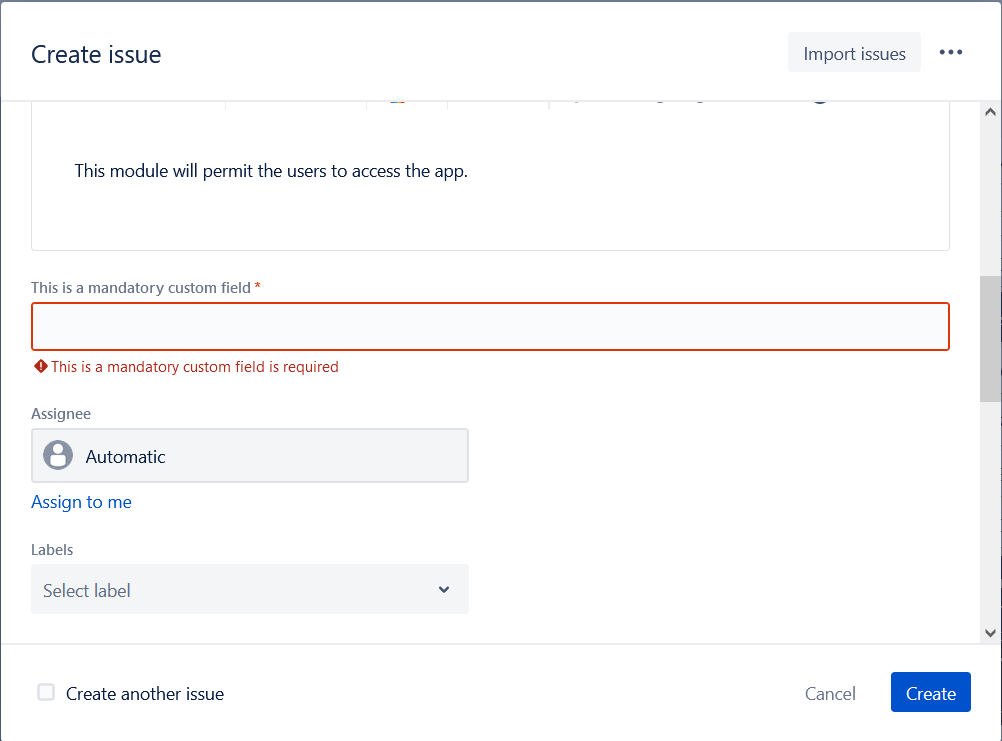 Create issue
Import issues
This module will permit the users to access the app.
This is a mandatory custom field *
This is a mandatory custom field is required
Assignee
Automatic
Assign to me
Labels
Select label
Create another issue
Cancel
Create